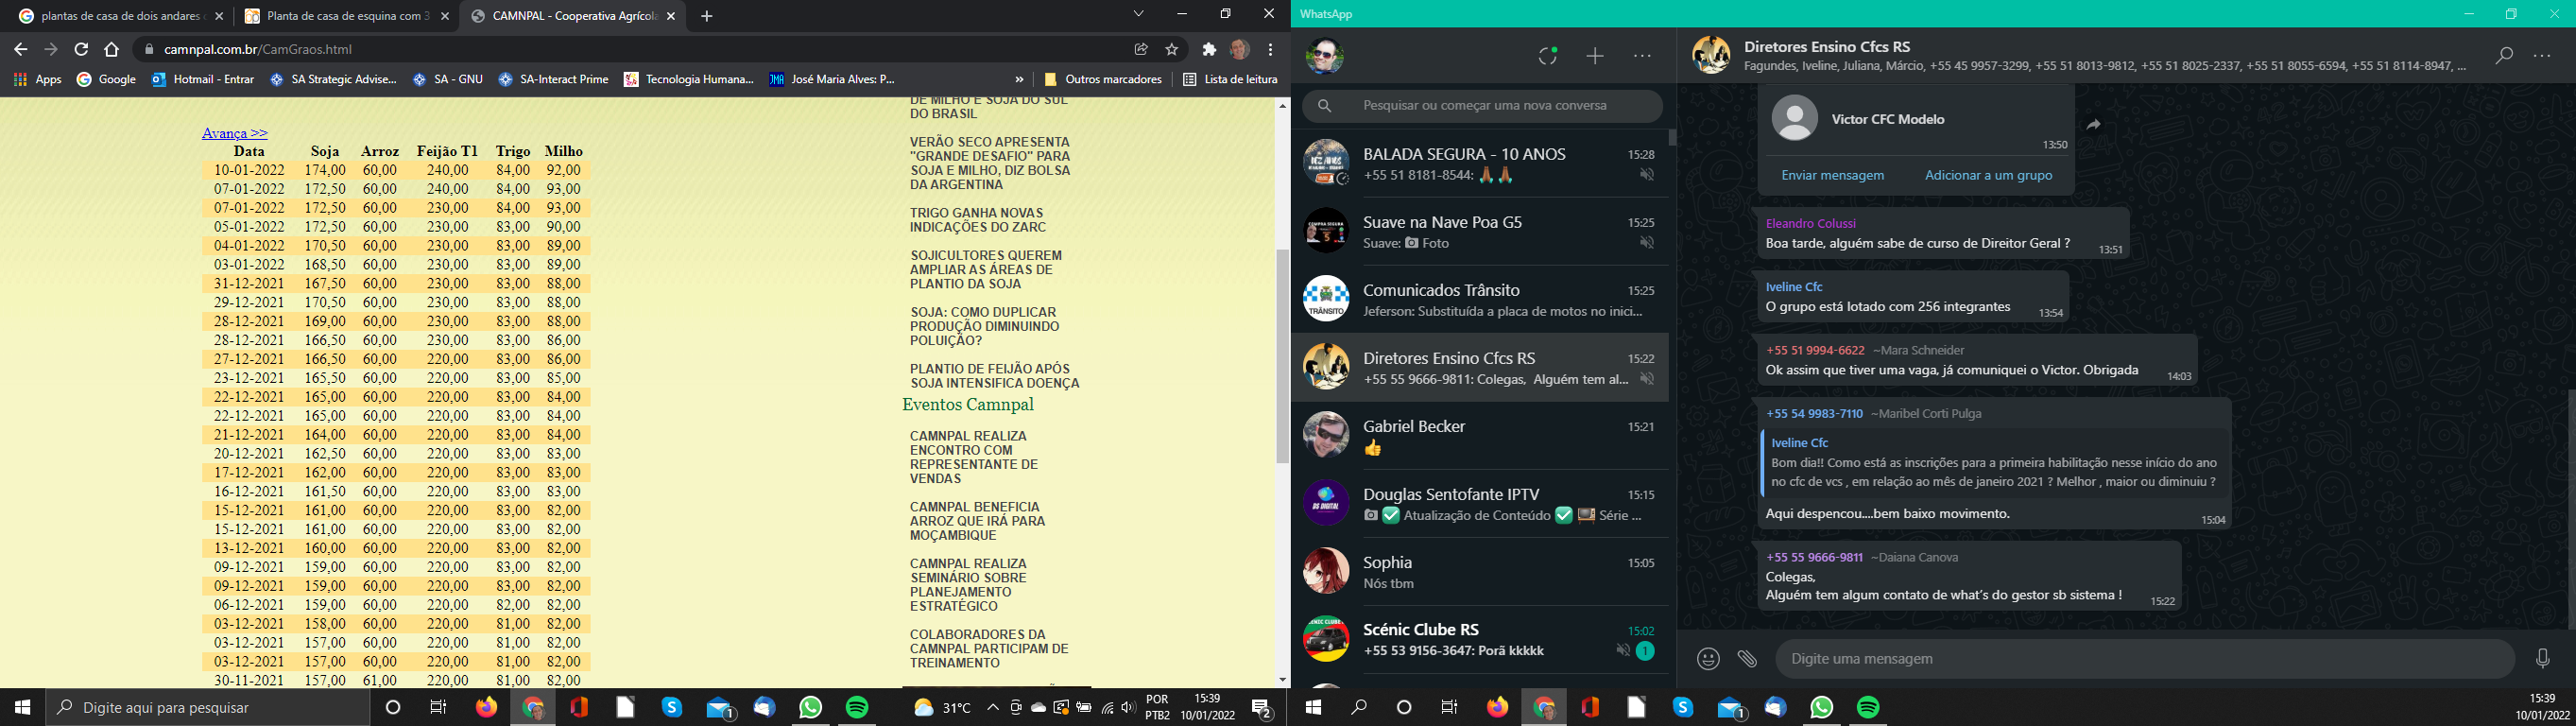 plantas de casa de dois andares
Planta de casa de esquina com 3
CAMNPAL - Cooperativa Agrícola
camnpal.com.br/CamGraos.html
Apps
Google
Hotmail - Entrar
SA Strategic Advise...
SA - GNU
SA-Interact Prime
Tecnologia Humana...
José Maria Alves: P...
»
Outros marcadores
Lista de leitura
Avança >>
Data Soja Arroz Feijão T1 Trigo Milho
10-01-2022 174,00 60,00 240,00 84,00 92,00
07-01-2022 172,50 60,00 240,00 84,00 93,00
07-01-2022 172,50 60,00 230,00 84,00 93,00
05-01-2022 172,50 60,00 230,00 83,00 90,00
04-01-2022 170,50 60,00 230,00 83,00 89,00
03-01-2022 168,50 60,00 230,00 83,00 89,00
31-12-2021 167,50 60,00 230,00 83,00 88,00
29-12-2021 170,50 60,00 230,00 83,00 88,00
28-12-2021 169,00 60,00 230,00 83,00 88,00
28-12-2021 166,50 60,00 230,00 83,00 86,00
27-12-2021 166,50 60,00 220,00 83,00 86,00
23-12-2021 165,50 60,00 220,00 83,00 85,00
22-12-2021 165,00 60,00 220,00 83,00 84,00
22-12-2021 165,00 60,00 220,00 83,00 84,00
21-12-2021 164,00 60,00 220,00 83,00 84,00
20-12-2021 162,50 60,00 220,00 83,00 83,00
17-12-2021 162,00 60,00 220,00 83,00 83,00
16-12-2021 161,50 60,00 220,00 83,00 83,00
15-12-2021 161,00 60,00 220,00 83,00 82,00
15-12-2021 161,00 60,00 220,00 83,00 82,00
13-12-2021 160,00 60,00 220,00 83,00 82,00
09-12-2021 159,00 60,00 220,00 83,00 82,00
09-12-2021 159,00 60,00 220,00 83,00 82,00
06-12-2021 159,00 60,00 220,00 82,00 82,00
03-12-2021 158,00 60,00 220,00 81,00 82,00
03-12-2021 157,00 60,00 220,00 81,00 82,00
03-12-2021 157,00 60,00 220,00 81,00 82,00
30-11-2021 157,00 61,00 220,00 81,00 82,00
DE MILHO E SOJA DO SUL
DO BRASIL
VERÃO SECO APRESENTA
"GRANDE DESAFIO" PARA
SOJA E MILHO, DIZ BOLSA
DA ARGENTINA
TRIGO GANHA NOVAS
INDICAÇÕES DO ZARC
SOJICULTORES QUEREM
AMPLIAR AS ÁREAS DE
PLANTIO DA SOJA
SOJA: COMO DUPLICAR
PRODUÇÃO DIMINUINDO
POLUIÇÃO?
PLANTIO DE FEIJÃO APÓS
SOJA INTENSIFICA DOENÇA
Eventos Camnpal
CAMNPAL REALIZA
ENCONTRO COM
REPRESENTANTE DE
VENDAS
CAMNPAL BENEFICIA
ARROZ QUE IRÁ PARA
MOÇAMBIQUE
CAMNPAL REALIZA
SEMINÁRIO SOBRE
PLANEJAMENTO
ESTRATÉGICO
COLABORADORES DA
CAMNPAL PARTICIPAM DE
TREINAMENTO
Digite aqui para pesquisar
1
31°C
POR
PTB2
15:39
10/01/2022
2
WhatsApp
Pesquisar ou começar uma nova conversa
BALADA SEGURA - 10 ANOS 15:28
+55 51 8181-8544: 🙏🏽🙏🏽
Suave na Nave Poa G5 15:25
Suave: 📷 Foto
Comunicados Trânsito 15:25
Jeferson: Substituída a placa de motos no inici...
TRÂNSITO
Diretores Ensino Cfcs RS 15:22
+55 55 9666-9811: Colegas, Alguém tem al...
Gabriel Becker 15:21
👍
Douglas Sentofante IPTV 15:15
📷 ✅ Atualização de Conteúdo ✅ 📺 Série ...
DS DIGITAL
Sophia 15:05
Nós tbm
Scénic Clube RS 15:02
+55 53 9156-3647: Porã kkkkk 1
Diretores Ensino Cfcs RS
Fagundes, Iveline, Juliana, Márcio, +55 45 9957-3299, +55 51 8013-9812, +55 51 8025-2337, +55 51 8055-6594, +55 51 8114-8947, ...
Victor CFC Modelo
13:50
Enviar mensagem Adicionar a um grupo
Eleandro Colussi
Boa tarde, alguém sabe de curso de Direitor Geral ? 13:51
Iveline Cfc
O grupo está lotado com 256 integrantes 13:54
+55 51 9994-6622 ~Mara Schneider
Ok assim que tiver uma vaga, já comuniquei o Victor. Obrigada 14:03
+55 54 9983-7110 ~Maribel Corti Pulga
Iveline Cfc
Bom dia!! Como está as inscrições para a primeira habilitação nesse início do ano
no cfc de vcs , em relação ao mês de janeiro 2021 ? Melhor , maior ou diminuiu ?
Aqui despencou....bem baixo movimento. 15:04
+55 55 9666-9811 ~Daiana Canova
Colegas,
Alguém tem algum contato de what's do gestor sb sistema ! 15:22
Digite uma mensagem
1
15:39
10/01/2022